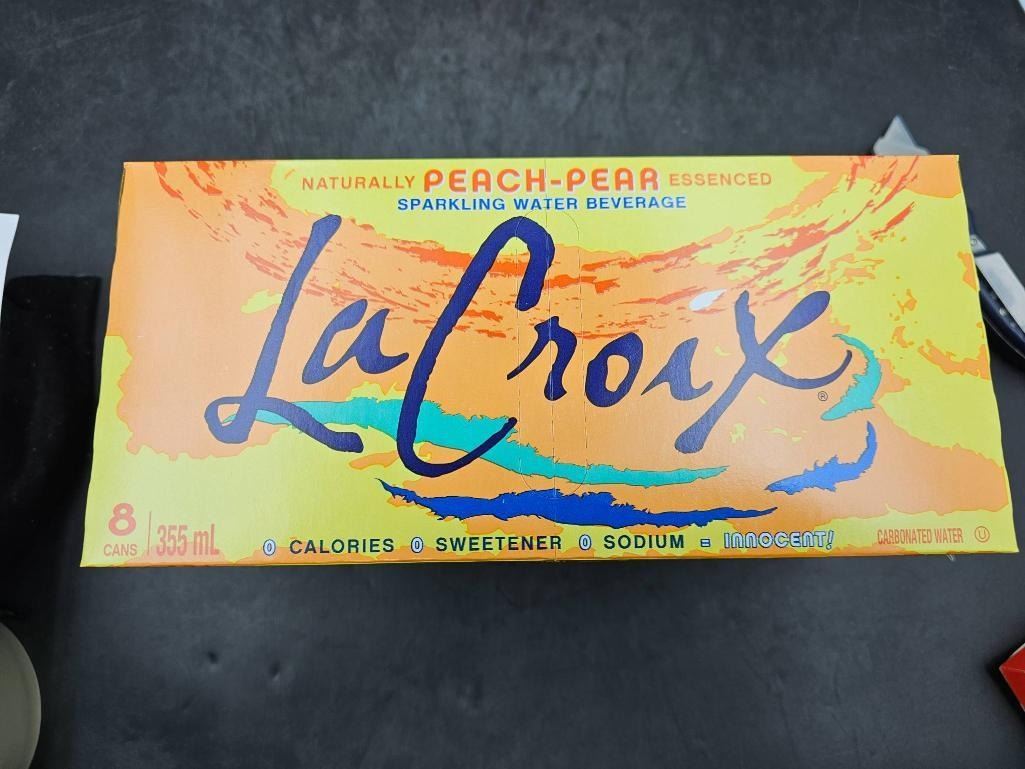 NATURALLY PEACH-PEAR ESSENCED
SPARKLING WATER BEVERAGE
LaCroix®
8 CANS
355 mL
0 CALORIES 0 SWEETENER 0 SODIUM = INNOCENT!
CARBONATED WATER U